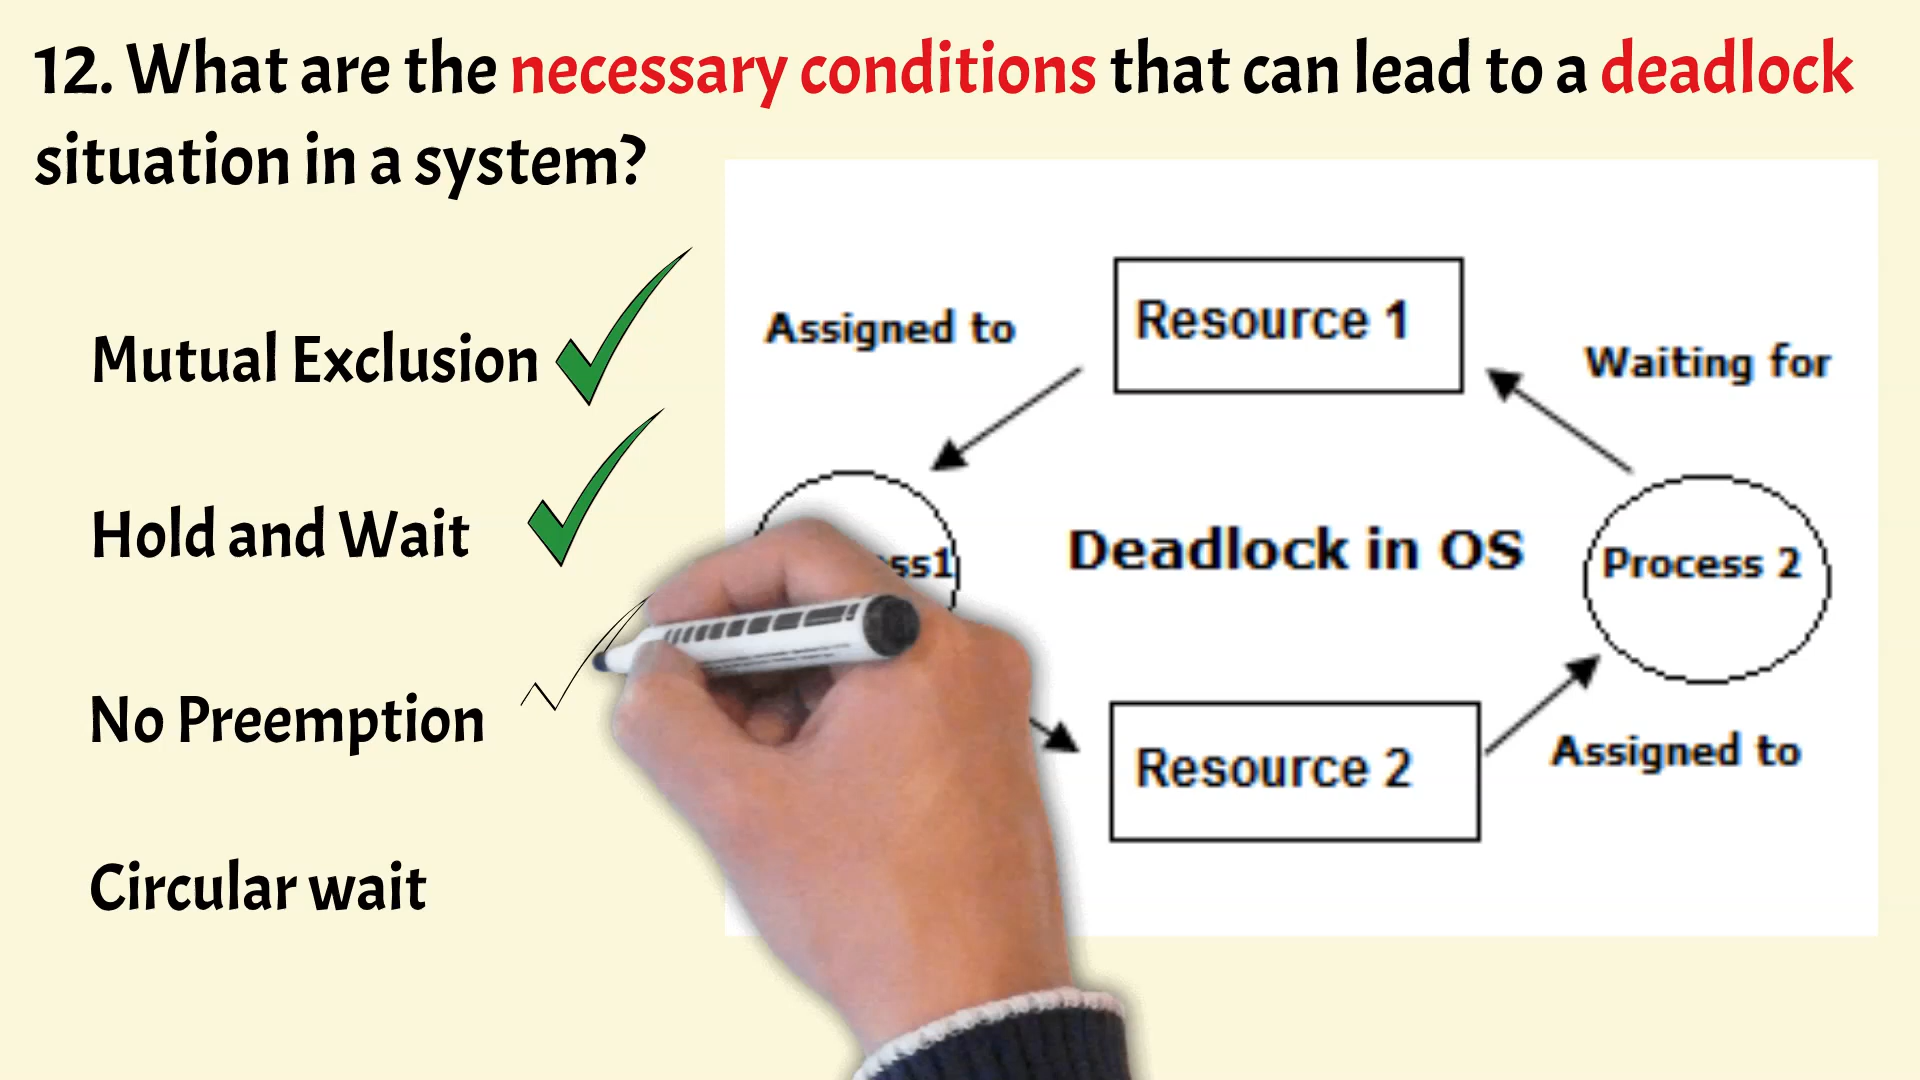 12. What are the necessary conditions that can lead to a deadlock
situation in a system?
Mutual Exclusion
Hold and Wait
No Preemption
Circular wait
Assigned to
Resource 1
Waiting for
Deadlock in OS
Process 2
Resource 2
Assigned to